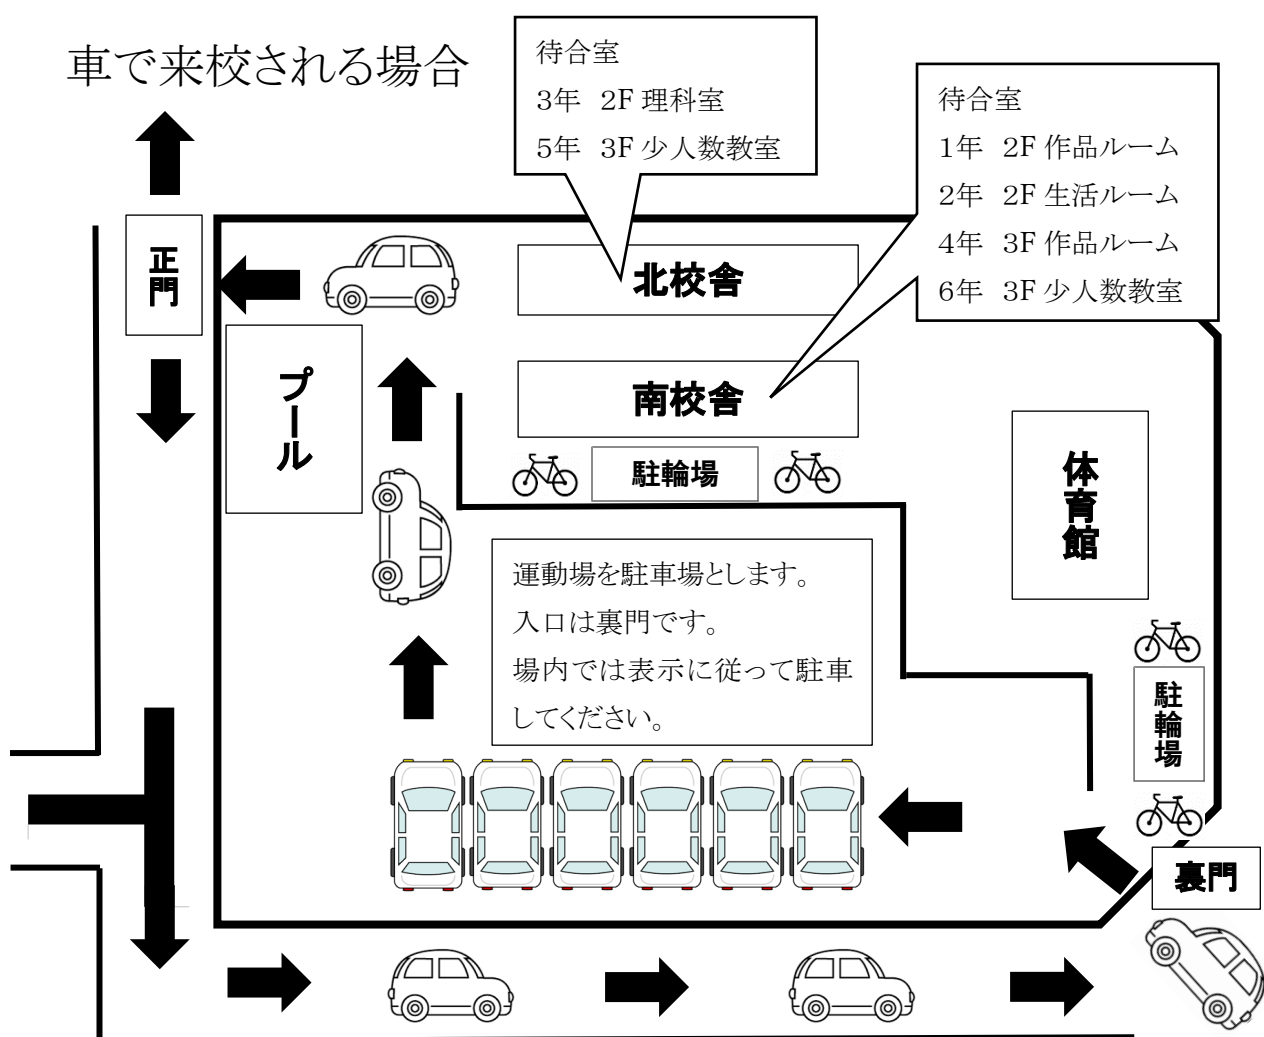 車で来校される場合
待合室
3年 2F 理科室
5年 3F 少人数教室
待合室
1年 2F 作品ルーム
2年 2F 生活ルーム
4年 3F 作品ルーム
6年 3F 少人数教室
正門
北校舎
プール
南校舎
駐輪場
体育館
運動場を駐車場とします。
入口は裏門です。
場内では表示に従って駐車
してください。
駐輪場
裏門